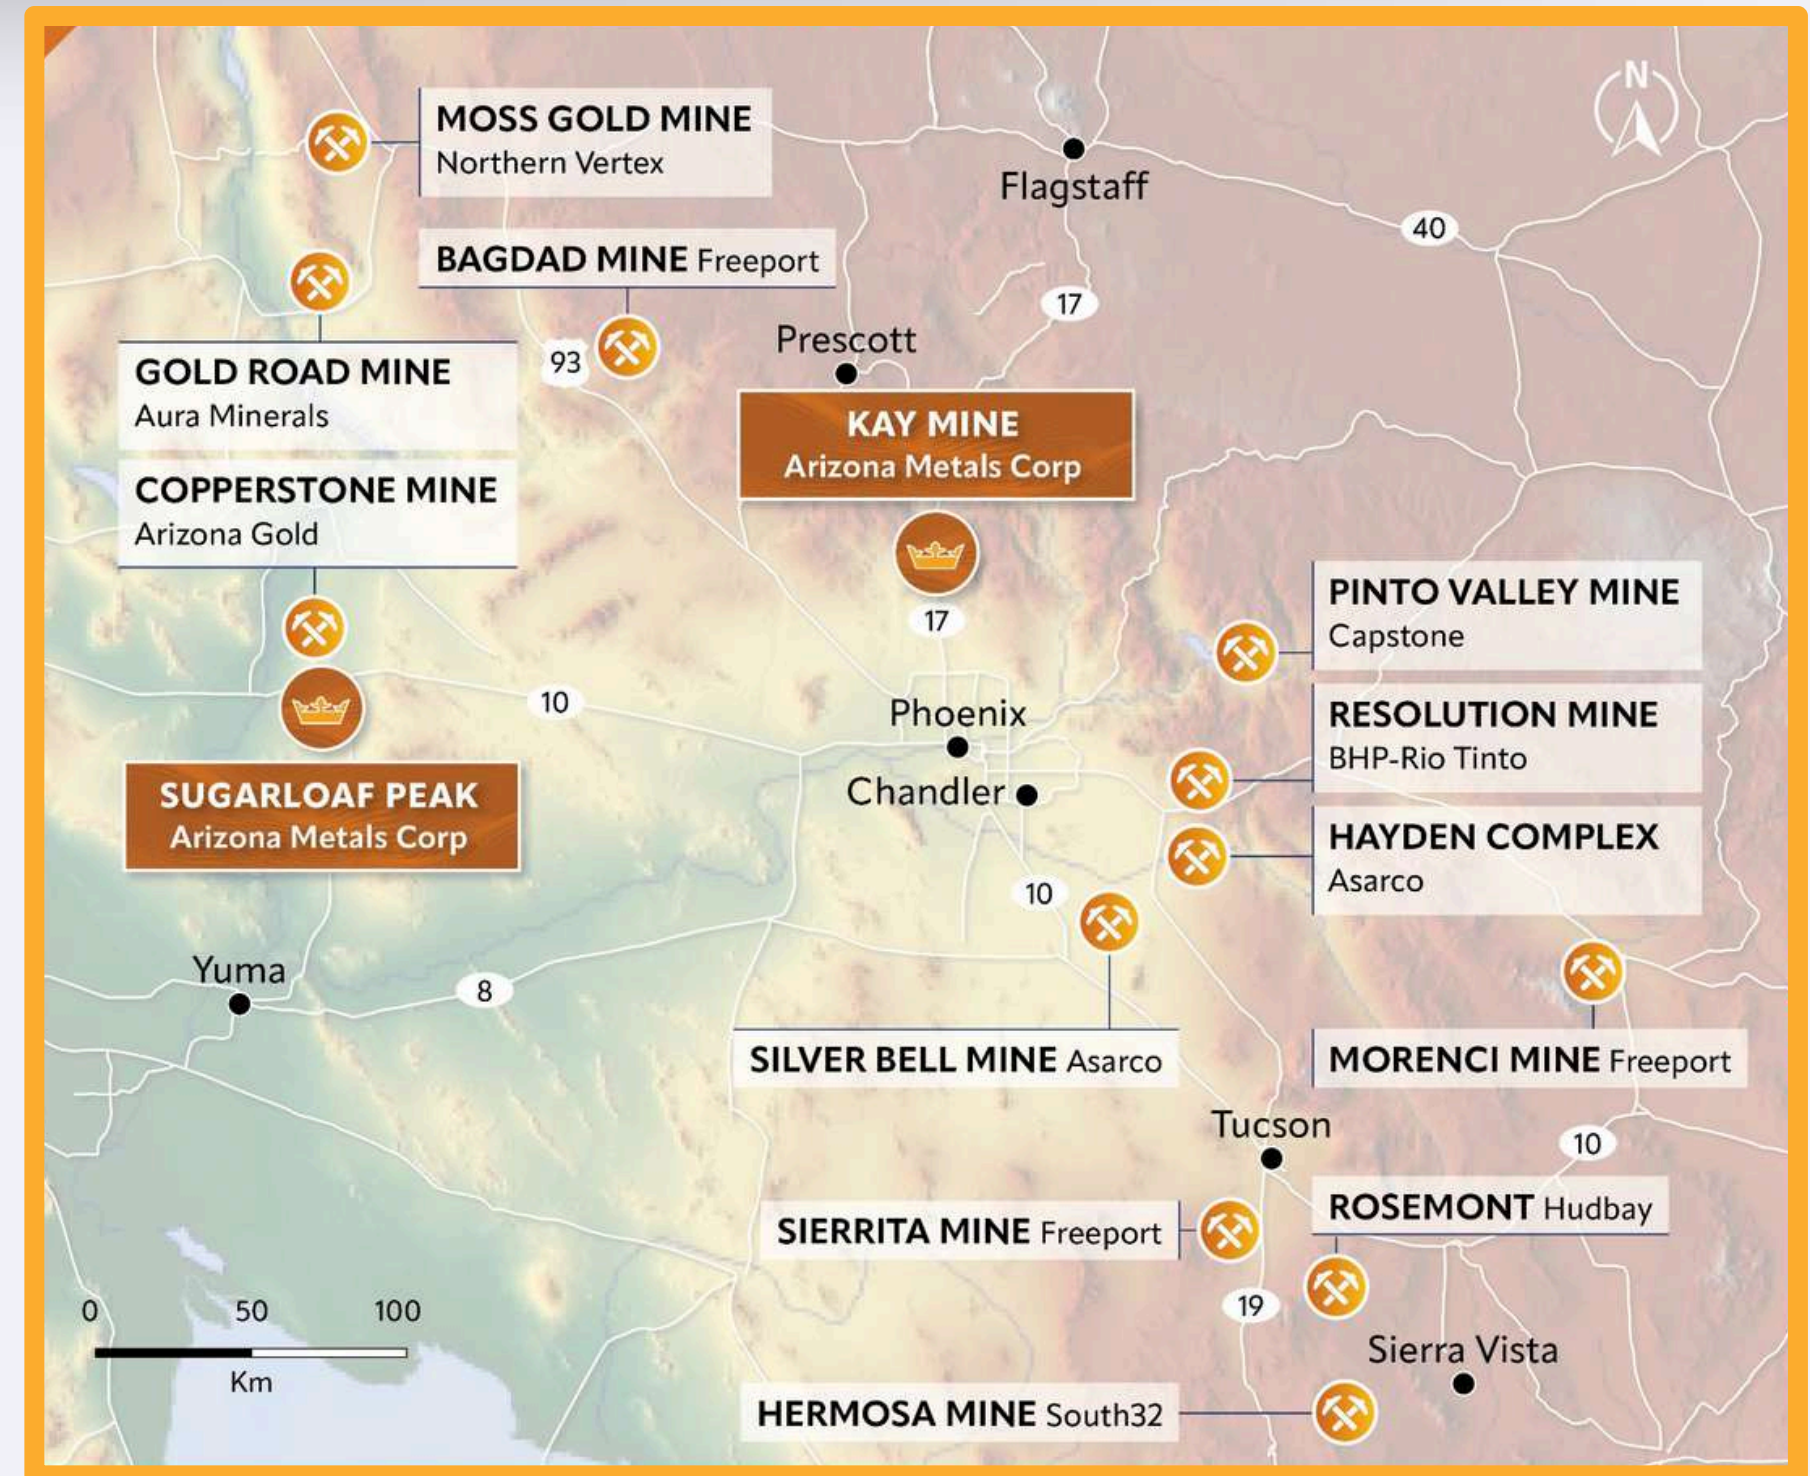 N
MOSS GOLD MINE
Northern Vertex
Flagstaff
40
BAGDAD MINE Freeport
17
Prescott
93
GOLD ROAD MINE
Aura Minerals
KAY MINE
Arizona Metals Corp
COPPERSTONE MINE
Arizona Gold
17
PINTO VALLEY MINE
Capstone
10
Phoenix
RESOLUTION MINE
BHP-Rio Tinto
SUGARLOAF PEAK
Arizona Metals Corp
Chandler
HAYDEN COMPLEX
Asarco
10
Yuma
8
SILVER BELL MINE Asarco
MORENCI MINE Freeport
Tucson
10
ROSEMONT Hudbay
SIERRITA MINE Freeport
19
0 50 100
Km
Sierra Vista
HERMOSA MINE South32